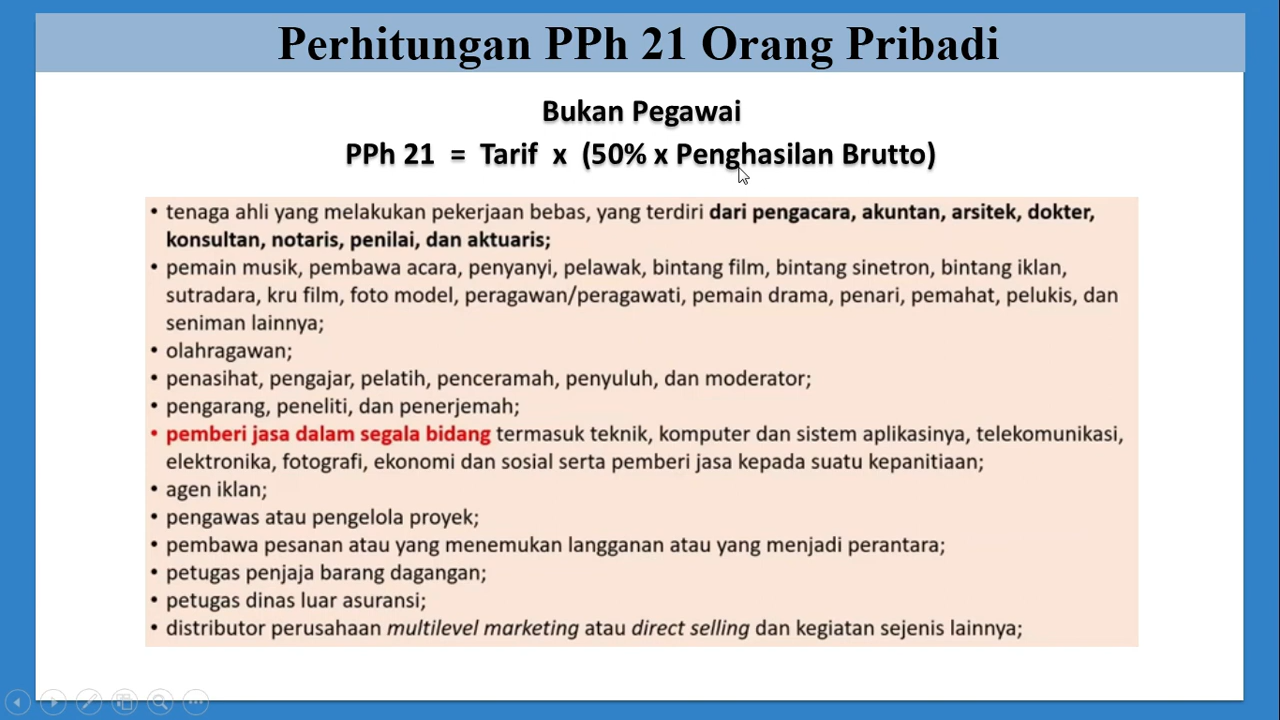 Perhitungan PPh 21 Orang Pribadi
Bukan Pegawai
PPh 21 = Tarif x (50% x Penghasilan Brutto)
• tenaga ahli yang melakukan pekerjaan bebas, yang terdiri dari pengacara, akuntan, arsitek, dokter,
konsultan, notaris, penilai, dan aktuaris;
• pemain musik, pembawa acara, penyanyi, pelawak, bintang film, bintang sinetron, bintang iklan,
sutradara, kru film, foto model, peragawan/peragawati, pemain drama, penari, pemahat, pelukis, dan
seniman lainnya;
• olahragawan;
• penasihat, pengajar, pelatih, penceramah, penyuluh, dan moderator;
• pengarang, peneliti, dan penerjemah;
• pemberi jasa dalam segala bidang termasuk teknik, komputer dan sistem aplikasinya, telekomunikasi,
elektronika, fotografi, ekonomi dan sosial serta pemberi jasa kepada suatu kepanitiaan;
• agen iklan;
• pengawas atau pengelola proyek;
• pembawa pesanan atau yang menemukan langganan atau yang menjadi perantara;
• petugas penjaja barang dagangan;
• petugas dinas luar asuransi;
• distributor perusahaan multilevel marketing atau direct selling dan kegiatan sejenis lainnya;